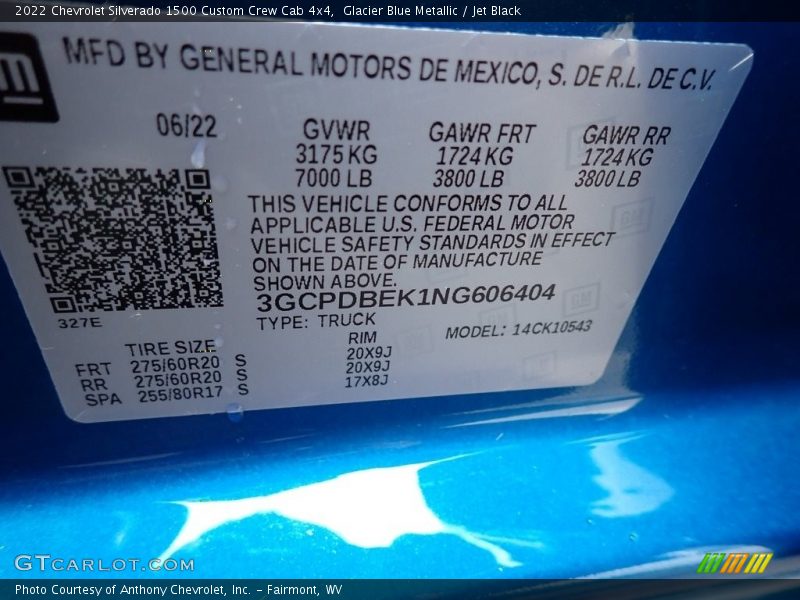 2022 Chevrolet Silverado 1500 Custom Crew Cab 4x4, Glacier Blue Metallic / Jet Black
MFD BY GENERAL MOTORS DE MEXICO, S. DE R.L. DE C.V.
06/22
GVWR GAWR FRT GAWR RR
3175 KG 1724 KG 1724 KG
7000 LB 3800 LB 3800 LB
THIS VEHICLE CONFORMS TO ALL
APPLICABLE U.S. FEDERAL MOTOR
VEHICLE SAFETY STANDARDS IN EFFECT
ON THE DATE OF MANUFACTURE
SHOWN ABOVE.
3GCPDBEK1NG606404
327E
TYPE: TRUCK MODEL: 14CK10543
TIRE SIZE RIM
FRT 275/60R20 S 20X9J
RR 275/60R20 S 20X9J
SPA 255/80R17 S 17X8J
GTCARLOT.COM
Photo Courtesy of Anthony Chevrolet, Inc. – Fairmont, WV